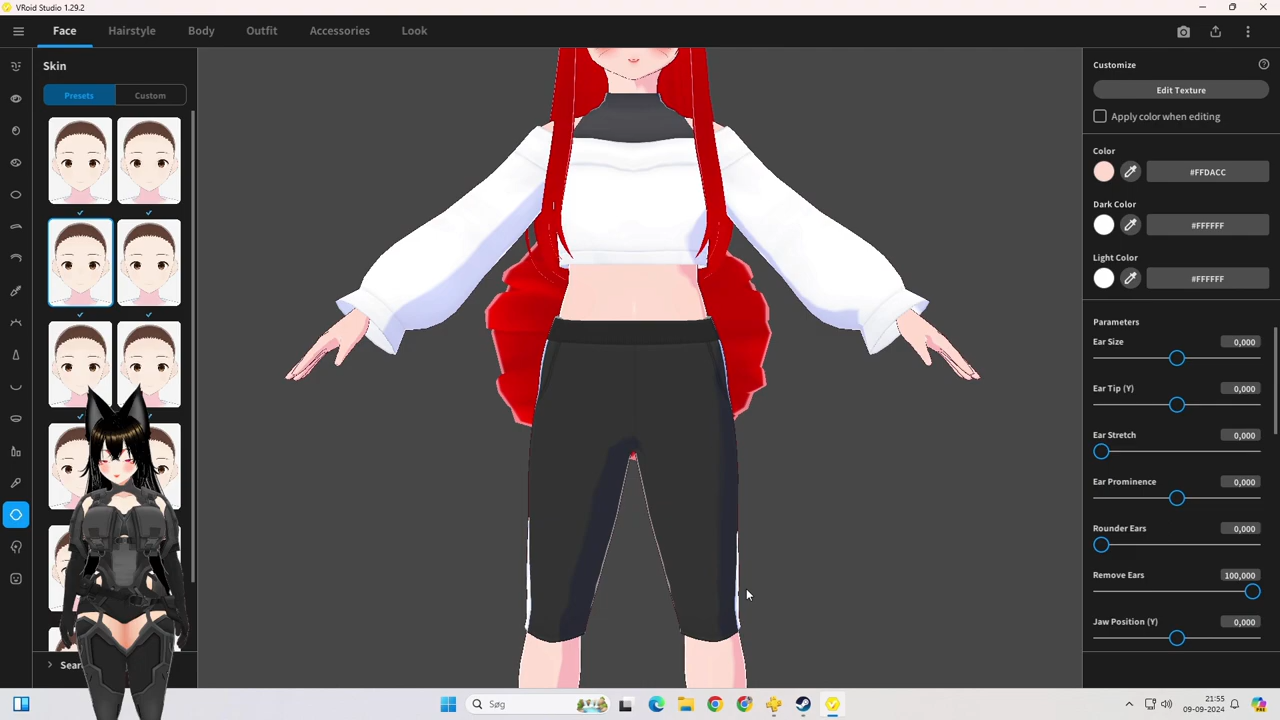 VRoid Studio 1.29.2
Face
Hairstyle
Body
Outfit
Accessories
Look
Skin
Presets
Custom
Sear
Customize
Edit Texture
Apply color when editing
Color
#FFDACC
Dark Color
#FFFFFF
Light Color
#FFFFFF
Parameters
Ear Size
0,000
Ear Tip (Y)
0,000
Ear Stretch
0,000
Ear Prominence
0,000
Rounder Ears
0,000
Remove Ears
100,000
Jaw Position (Y)
0,000
Søg
21:55
09-09-2024